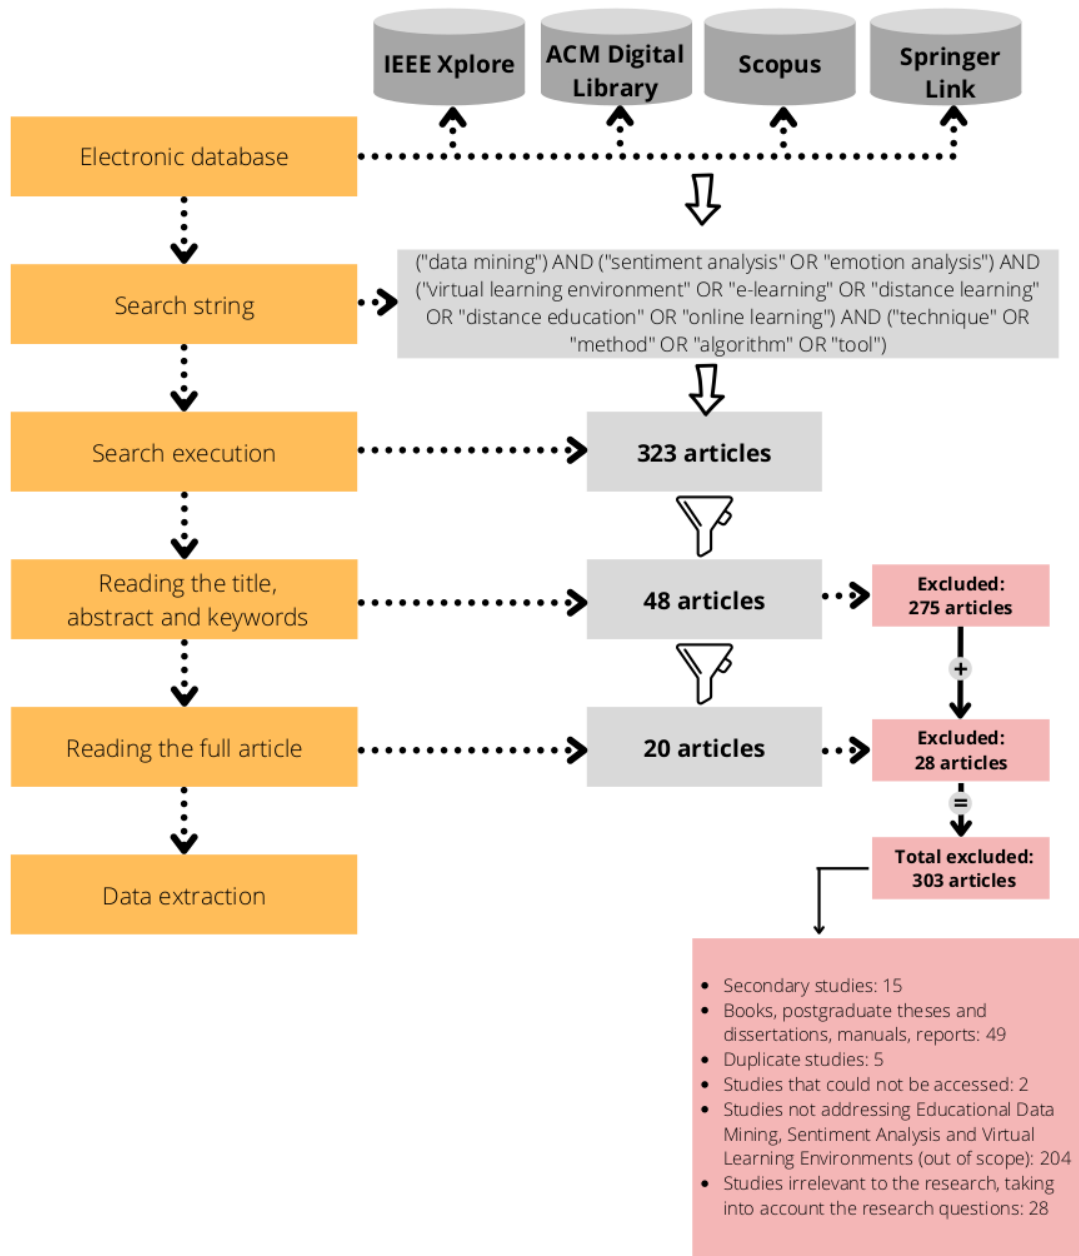 IEEE Xplore
ACM Digital
Library
Scopus
Springer
Link
Electronic database
Search string
("data mining") AND ("sentiment analysis" OR "emotion analysis") AND
("virtual learning environment" OR "e-learning" OR "distance learning"
OR "distance education" OR "online learning") AND ("technique" OR
"method" OR "algorithm" OR "tool")
Search execution
323 articles
Reading the title,
abstract and keywords
48 articles
Excluded:
275 articles
+
Reading the full article
20 articles
Excluded:
28 articles
=
Total excluded:
303 articles
Data extraction
• Secondary studies: 15
• Books, postgraduate theses and
dissertations, manuals, reports: 49
• Duplicate studies: 5
• Studies that could not be accessed: 2
• Studies not addressing Educational Data
Mining, Sentiment Analysis and Virtual
Learning Environments (out of scope): 204
• Studies irrelevant to the research, taking
into account the research questions: 28